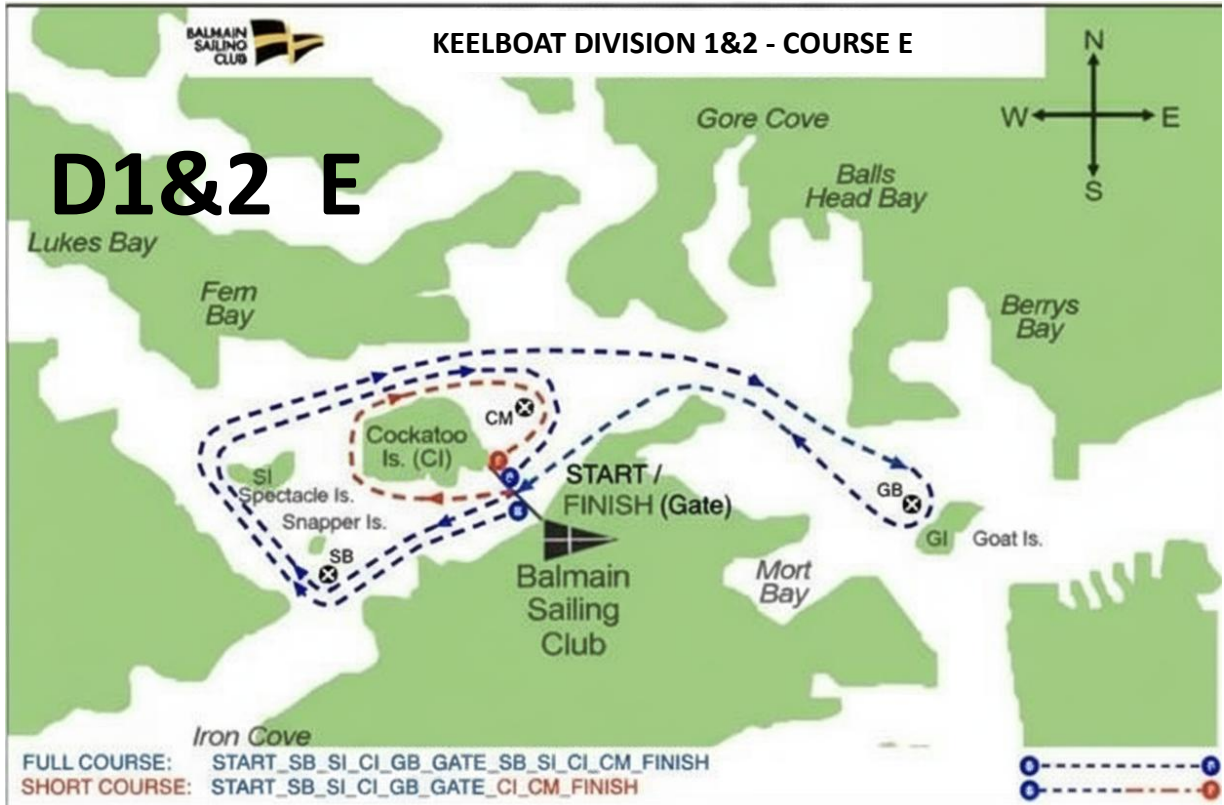 BALMAIN
SAILING
CLUB
KEELBOAT DIVISION 1&2 - COURSE E
N
W
E
S
D1&2 E
Gore Cove
Balls
Head Bay
Lukes Bay
Fern
Bay
Berrys
Bay
CM
Cockatoo
Is. (CI)
SI
Spectacle Is.
Snapper Is.
SB
START /
FINISH (Gate)
GB
GI
Goat Is.
Balmain
Sailing
Club
Mort
Bay
Iron Cove
FULL COURSE: START_SB_SI_CI_GB_GATE_SB_SI_CI_CM_FINISH
SHORT COURSE: START_SB_SI_CI_GB_GATE_CI_CM_FINISH